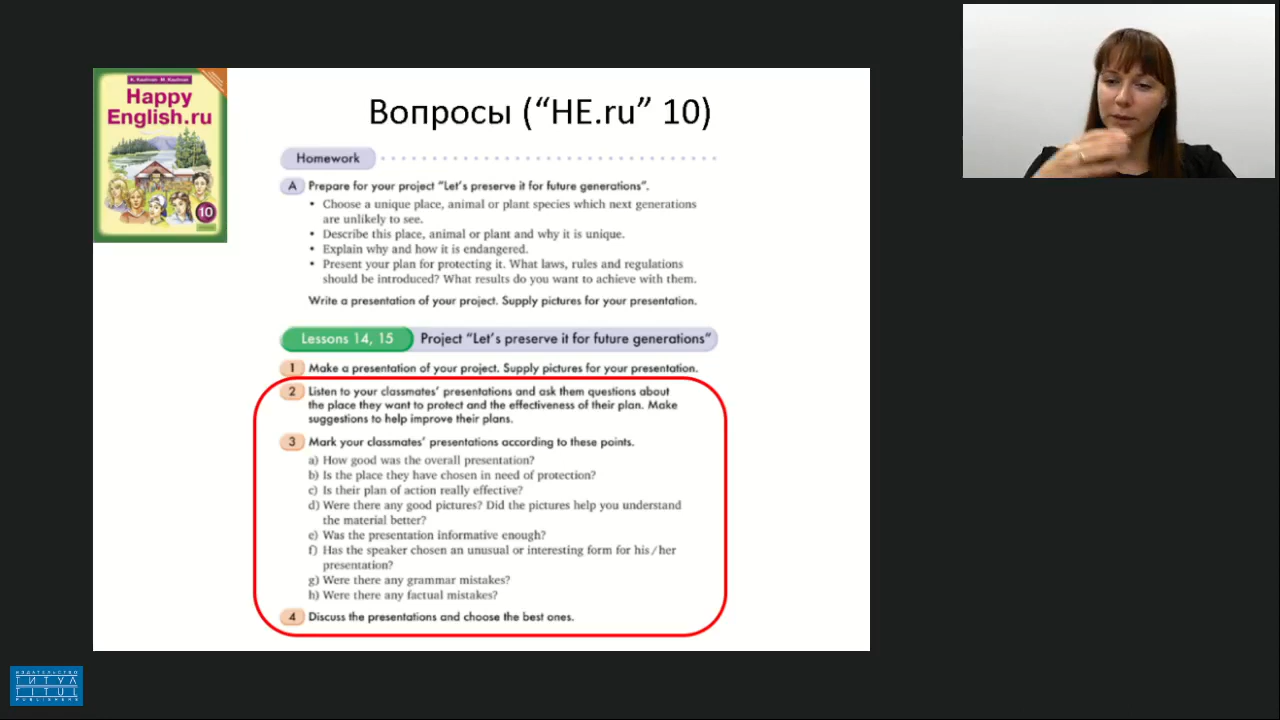 K. Kaufman M. Kaufman
Happy
English.ru
10
Вопросы (“HE.ru” 10)
Homework
A Prepare for your project “Let’s preserve it for future generations”.
• Choose a unique place, animal or plant species which next generations
are unlikely to see.
• Describe this place, animal or plant and why it is unique.
• Explain why and how it is endangered.
• Present your plan for protecting it. What laws, rules and regulations
should be introduced? What results do you want to achieve with them.
Write a presentation of your project. Supply pictures for your presentation.
Lessons 14, 15 Project “Let’s preserve it for future generations”
1 Make a presentation of your project. Supply pictures for your presentation.
2 Listen to your classmates’ presentations and ask them questions about
the place they want to protect and the effectiveness of their plan. Make
suggestions to help improve their plans.
3 Mark your classmates’ presentations according to these points.
a) How good was the overall presentation?
b) Is the place they have chosen in need of protection?
c) Is their plan of action really effective?
d) Were there any good pictures? Did the pictures help you understand
the material better?
e) Was the presentation informative enough?
f) Has the speaker chosen an unusual or interesting form for his/her
presentation?
g) Were there any grammar mistakes?
h) Were there any factual mistakes?
4 Discuss the presentations and choose the best ones.
ИЗДАТЕЛЬСТВО
ТИТУЛ
TITUL
PUBLISHERS